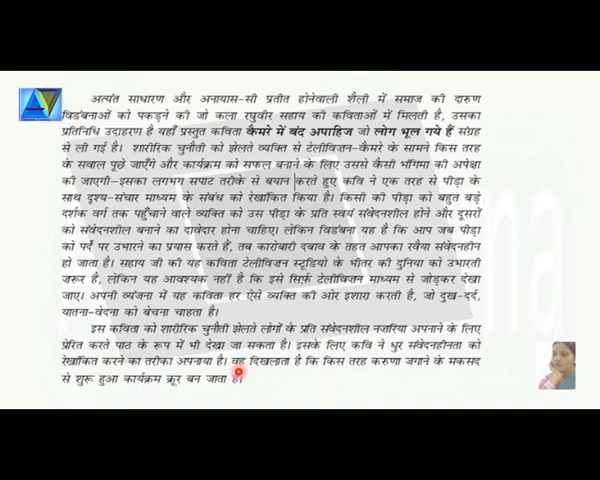 अत्यंत साधारण और अनायास-सी प्रतीत होनेवाली शैली में समाज की दारुण
विडंबनाओं को पकड़ने की जो कला रघुवीर सहाय की कविताओं में मिलती है, उसका
प्रतिनिधि उदाहरण है यहाँ प्रस्तुत कविता कैमरे में बंद अपाहिज जो लोग भूल गये हैं संग्रह
से ली गई है। शारीरिक चुनौती को झेलते व्यक्ति से टेलीविज़न-कैमरे के सामने किस तरह
के सवाल पूछे जाएँगे और कार्यक्रम को सफल बनाने के लिए उससे कैसी भंगिमा की अपेक्षा
की जाएगी—इसका लगभग सपाट तरीके से बयान करते हुए कवि ने एक तरह से पीड़ा के
साथ दृश्य-संचार माध्यम के संबंध को रेखांकित किया है। किसी की पीड़ा को बहुत बड़े
दर्शक वर्ग तक पहुँचाने वाले व्यक्ति को उस पीड़ा के प्रति स्वयं संवेदनशील होने और दूसरों
को संवेदनशील बनाने का दावेदार होना चाहिए। लेकिन विडंबना यह है कि आप जब पीड़ा
को पर्दे पर उभारने का प्रयास करते हैं, तब कारोबारी दबाव के तहत आपका रवैया संवेदनहीन
हो जाता है। सहाय जी की यह कविता टेलीविज़न स्टूडियो के भीतर की दुनिया को उभारती
ज़रूर है, लेकिन यह आवश्यक नहीं है कि इसे सिर्फ़ टेलीविज़न माध्यम से जोड़कर देखा
जाए। अपनी व्यंजना में यह कविता हर ऐसे व्यक्ति की ओर इशारा करती है, जो दुख-दर्द,
यातना-वेदना को बेचना चाहता है।
इस कविता को शारीरिक चुनौती झेलते लोगों के प्रति संवेदनशील नज़रिया अपनाने के लिए
प्रेरित करते पाठ के रूप में भी देखा जा सकता है। इसके लिए कवि ने धुर संवेदनहीनता को
रेखांकित करने का तरीका अपनाया है। वह दिखलाता है कि किस तरह करुणा जगाने के मकसद
से शुरू हुआ कार्यक्रम क्रूर बन जाता है।